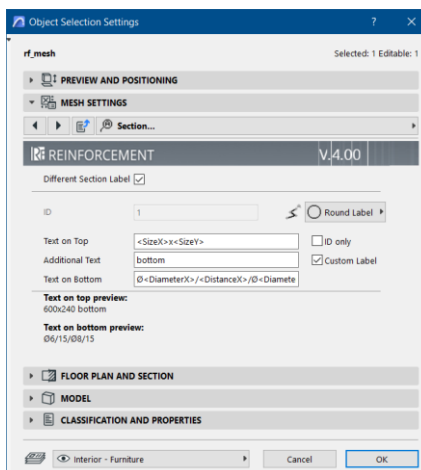 Object Selection Settings
rf_mesh Selected: 1 Editable: 1
PREVIEW AND POSITIONING
MESH SETTINGS
Section...
REINFORCEMENT V.4.00
Different Section Label
ID 1 Round Label
Text on Top <SizeX>x<SizeY> ID only
Additional Text bottom Custom Label
Text on Bottom Ø<DiameterX>/<DistanceX>/Ø<Diamete
Text on top preview:
600x240 bottom
Text on bottom preview:
Ø6/15/Ø8/15
FLOOR PLAN AND SECTION
MODEL
CLASSIFICATION AND PROPERTIES
Interior - Furniture Cancel OK